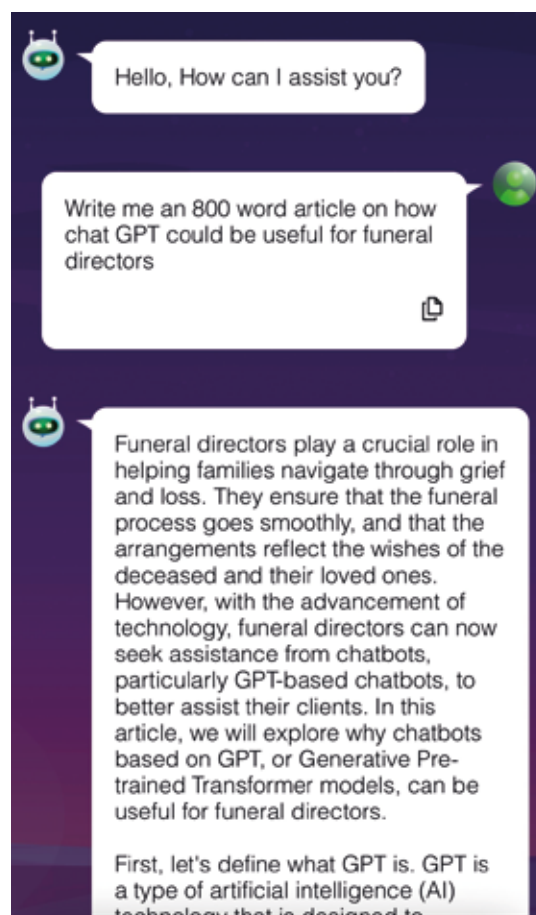 Hello, How can I assist you?
Write me an 800 word article on how
chat GPT could be useful for funeral
directors
Funeral directors play a crucial role in
helping families navigate through grief
and loss. They ensure that the funeral
process goes smoothly, and that the
arrangements reflect the wishes of the
deceased and their loved ones.
However, with the advancement of
technology, funeral directors can now
seek assistance from chatbots,
particularly GPT-based chatbots, to
better assist their clients. In this
article, we will explore why chatbots
based on GPT, or Generative Pre-
trained Transformer models, can be
useful for funeral directors.
First, let's define what GPT is. GPT is
a type of artificial intelligence (AI)
technology that is designed to